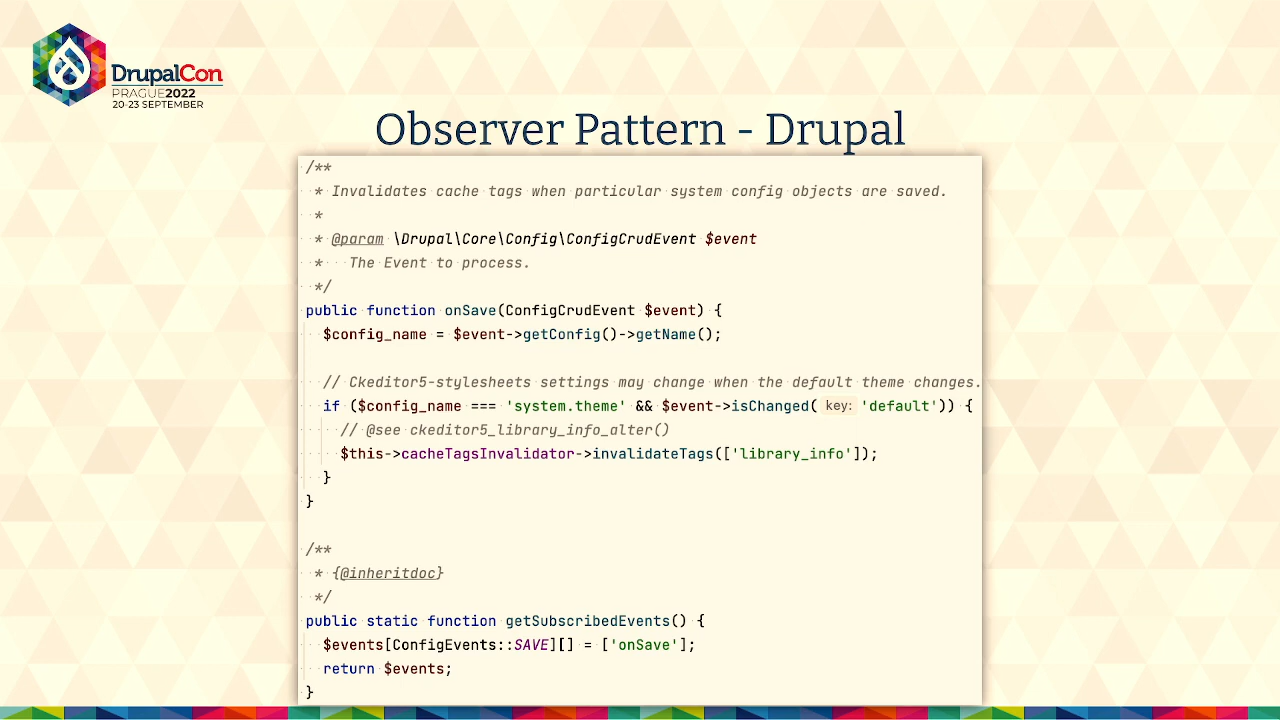 DrupalCon
PRAGUE2022
20-23 SEPTEMBER
Observer Pattern - Drupal
/**
 * Invalidates cache tags when particular system config objects are saved.
 *
 * @param \Drupal\Core\Config\ConfigCrudEvent $event
 *   The Event to process.
 */
public function onSave(ConfigCrudEvent $event) {
  $config_name = $event->getConfig()->getName();

  // Ckeditor5-stylesheets settings may change when the default theme changes.
  if ($config_name === 'system.theme' && $event->isChanged( key: 'default')) {
    // @see ckeditor5_library_info_alter()
    $this->cacheTagsInvalidator->invalidateTags(['library_info']);
  }
}

/**
 * {@inheritdoc}
 */
public static function getSubscribedEvents() {
  $events[ConfigEvents::SAVE][] = ['onSave'];
  return $events;
}